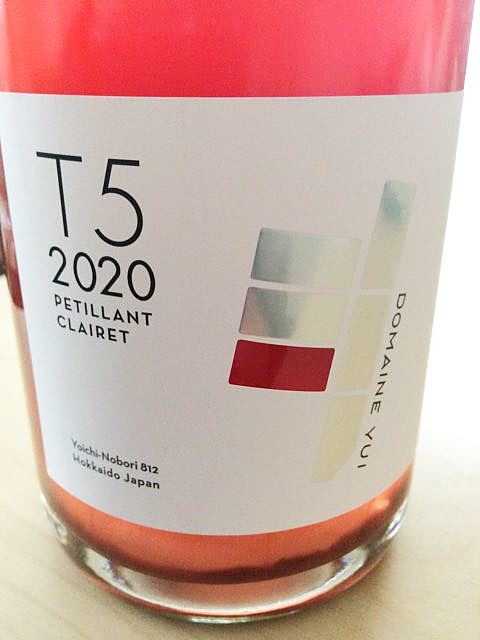 T5
2020
PETILLANT
CLAIRET
DOMAINE YUI
Yoichi-Nobori 812
Hokkaido Japan